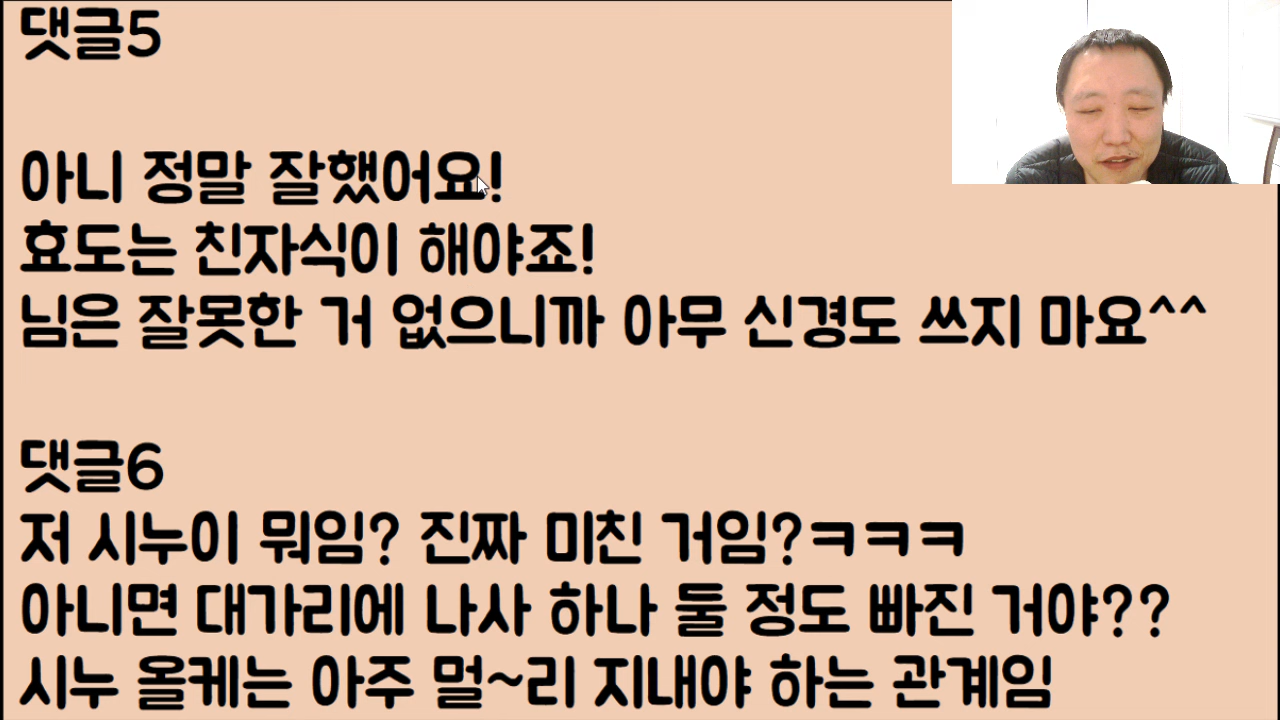 댓글5
아니 정말 잘했어요!
효도는 친자식이 해야죠!
님은 잘못한 거 없으니까 아무 신경도 쓰지 마요^^
댓글6
저 시누이 뭐임? 진짜 미친 거임?ㅋㅋㅋ
아니면 대가리에 나사 하나 둘 정도 빠진 거야??
시누 올케는 아주 멀~리 지내야 하는 관계임